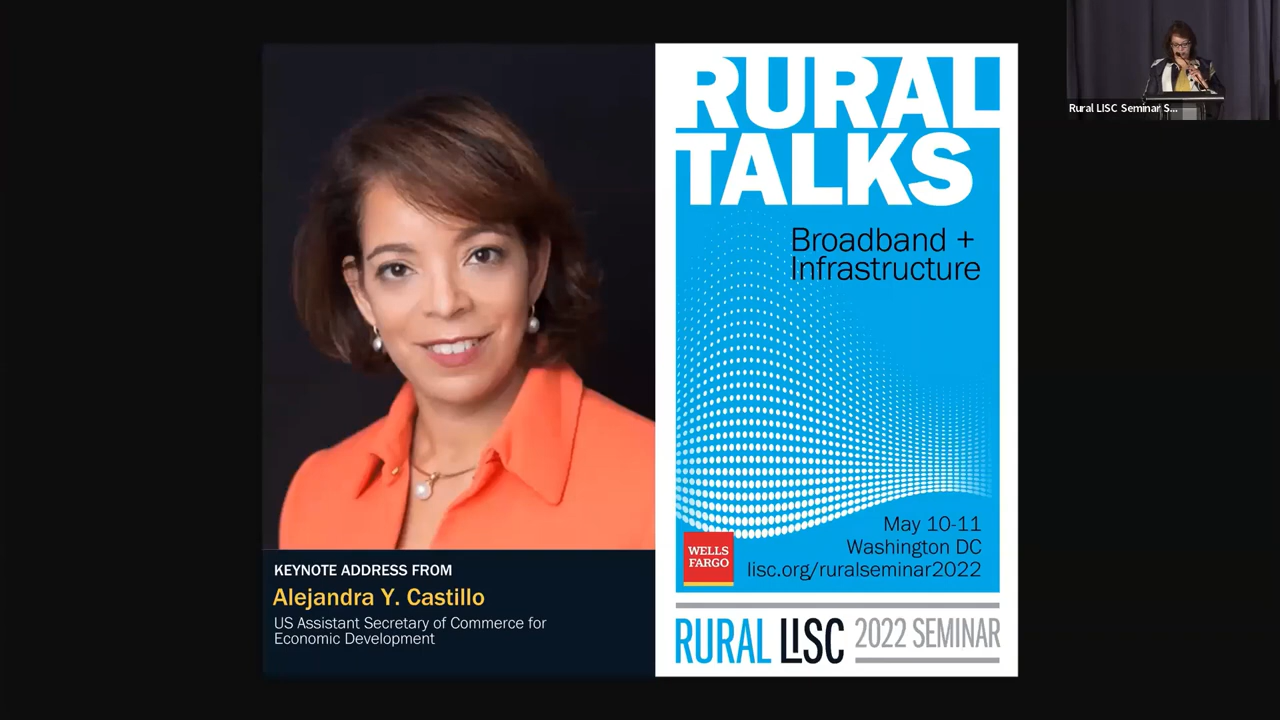 RURAL
TALKS
Broadband +
Infrastructure
May 10-11
Washington DC
lisc.org/ruralseminar2022
WELLS
FARGO
RURAL LISC 2022 SEMINAR
KEYNOTE ADDRESS FROM
Alejandra Y. Castillo
US Assistant Secretary of Commerce for
Economic Development
Rural LISC Seminar S...